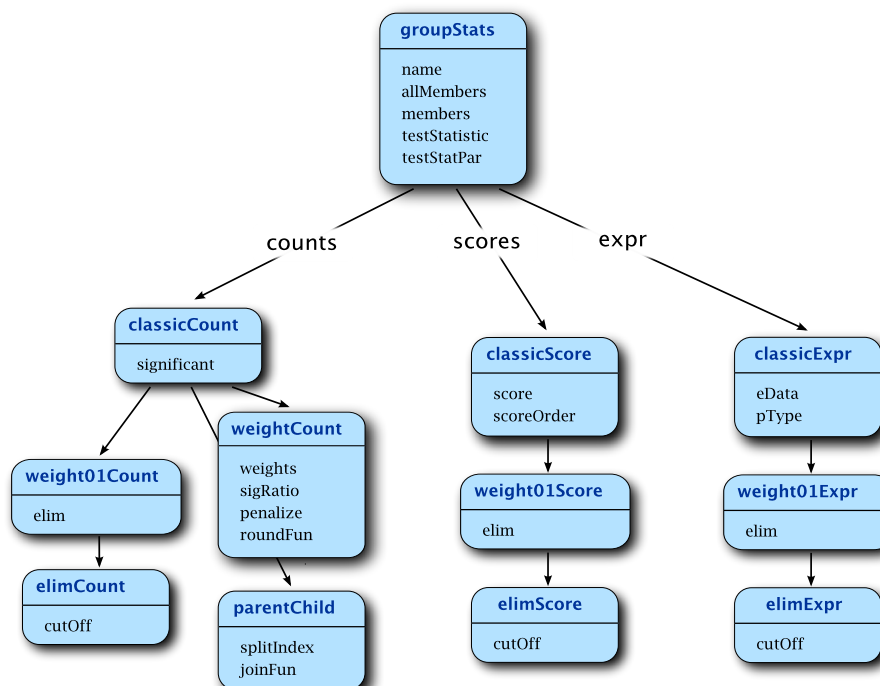 groupStats
name
allMembers
members
testStatistic
testStatPar
counts
scores
expr
classicCount
significant
classicScore
score
scoreOrder
classicExpr
eData
pType
weightCount
weights
sigRatio
penalize
roundFun
weight01Count
elim
weight01Score
elim
weight01Expr
elim
elimCount
cutOff
parentChild
splitIndex
joinFun
elimScore
cutOff
elimExpr
cutOff